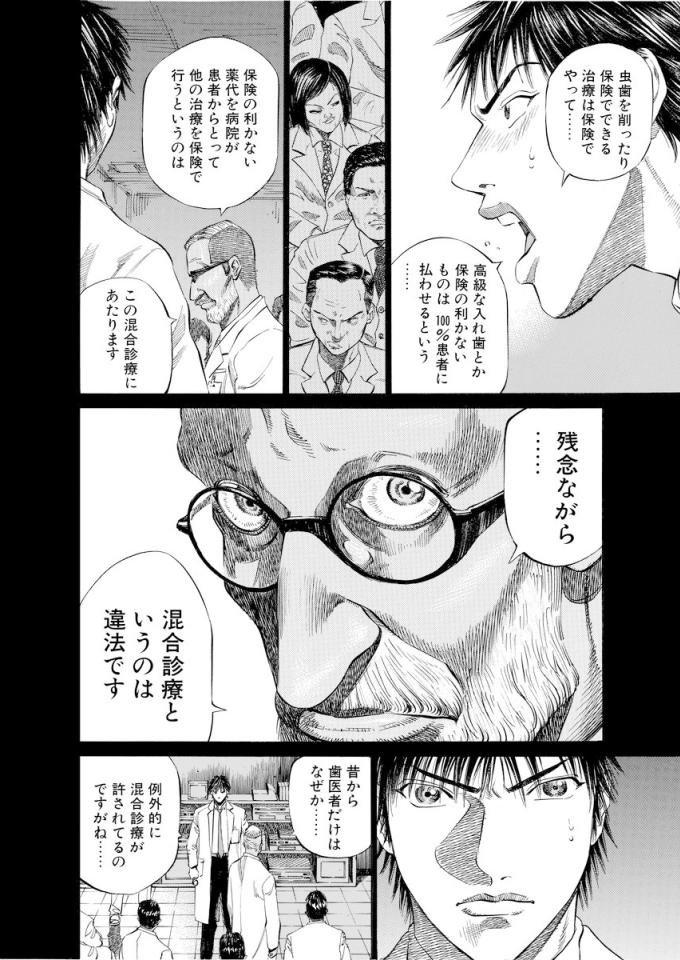 虫歯を削ったり
保険でできる
治療は保険で
やって……
高級な入れ歯とか
保険の利かない
ものは100%患者に
払わせるという
……
保険の利かない
薬代を病院が
患者からとって
他の治療を保険で
行うというのは
この混合診療に
あたります
残念ながら
……
混合診療と
いうのは
違法です
昔から
歯医者だけは
なぜか……
例外的に
混合診療が
許されてるの
ですがね……